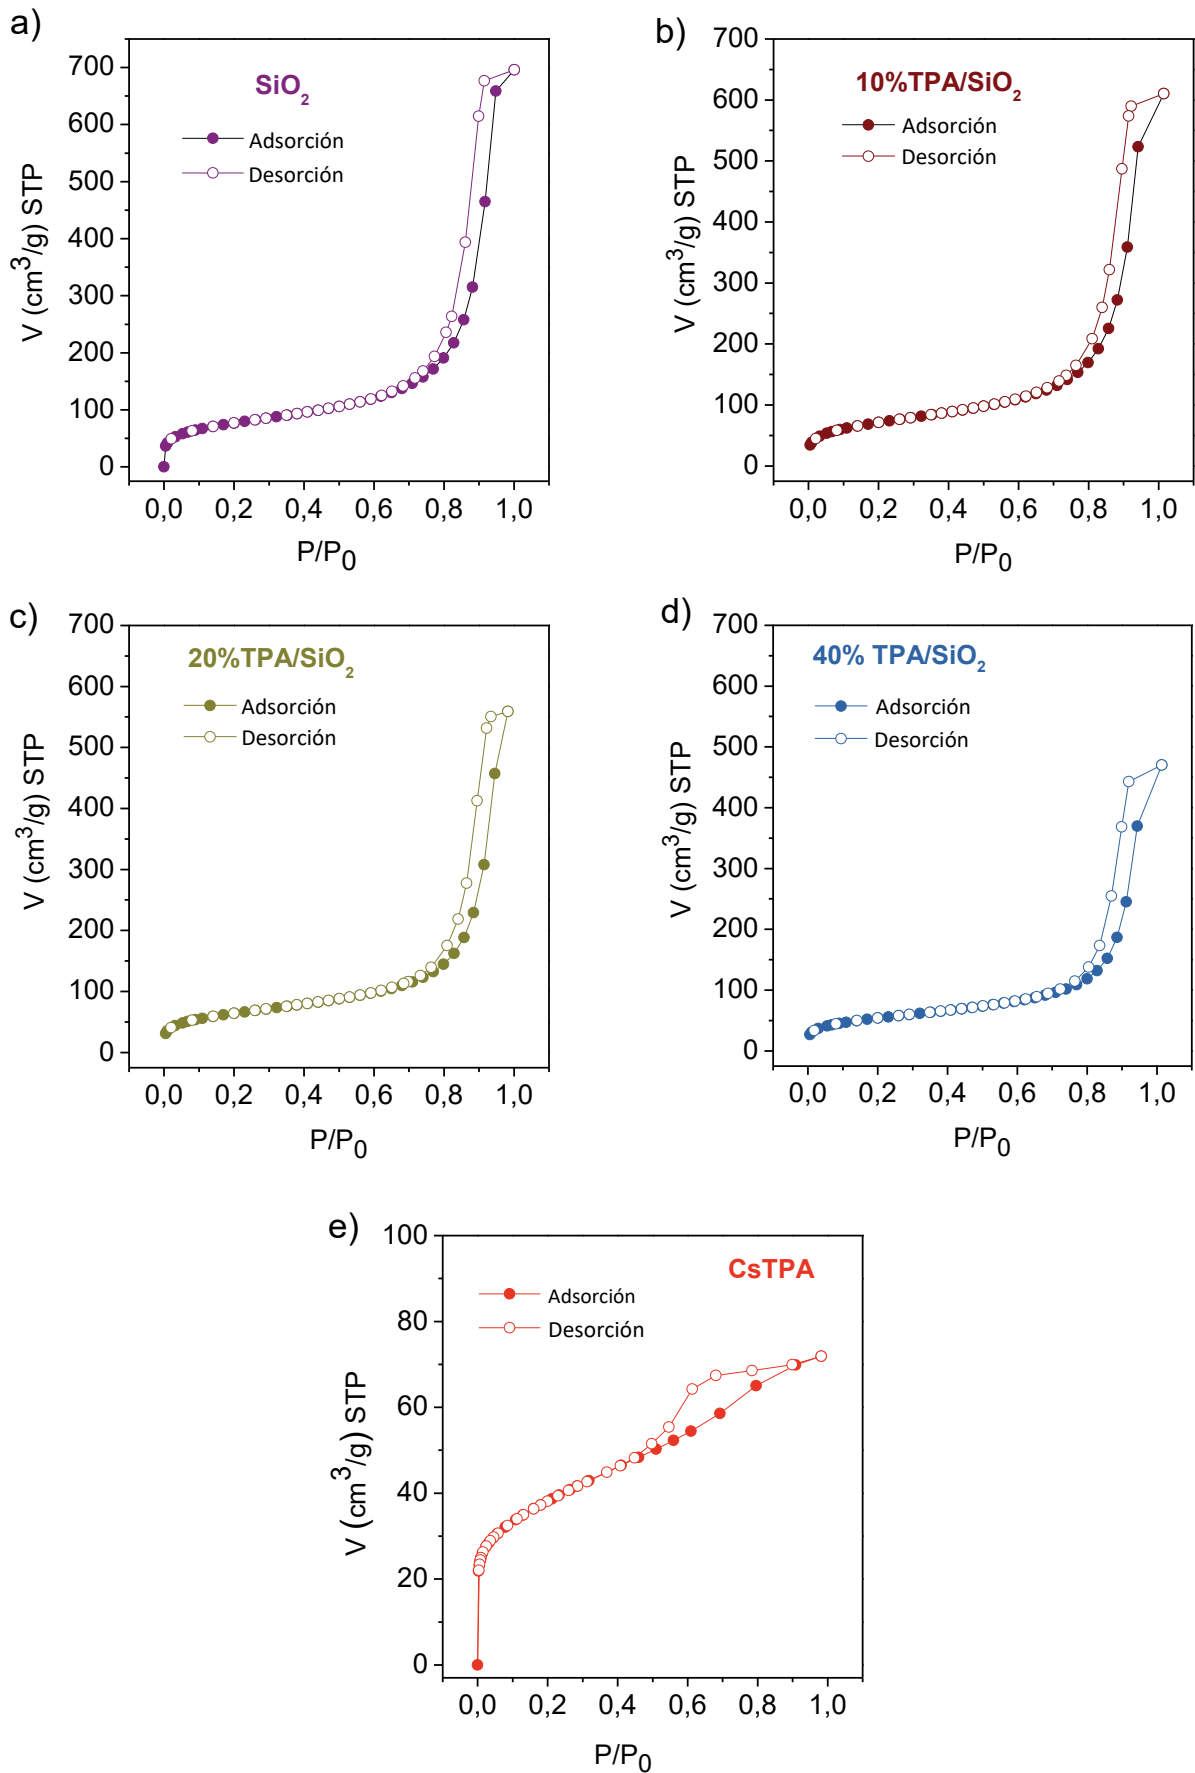 a)
SiO₂
Adsorción
Desorción
V (cm³/g) STP
700
600
500
400
300
200
100
0
0,0 0,2 0,4 0,6 0,8 1,0
P/P₀
b)
10%TPA/SiO₂
Adsorción
Desorción
V (cm³/g) STP
700
600
500
400
300
200
100
0
0,0 0,2 0,4 0,6 0,8 1,0
P/P₀
c)
20%TPA/SiO₂
Adsorción
Desorción
V (cm³/g) STP
700
600
500
400
300
200
100
0
0,0 0,2 0,4 0,6 0,8 1,0
P/P₀
d)
40% TPA/SiO₂
Adsorción
Desorción
V (cm³/g) STP
700
600
500
400
300
200
100
0
0,0 0,2 0,4 0,6 0,8 1,0
P/P₀
e)
CsTPA
Adsorción
Desorción
V (cm³/g) STP
100
80
60
40
20
0
0,0 0,2 0,4 0,6 0,8 1,0
P/P₀